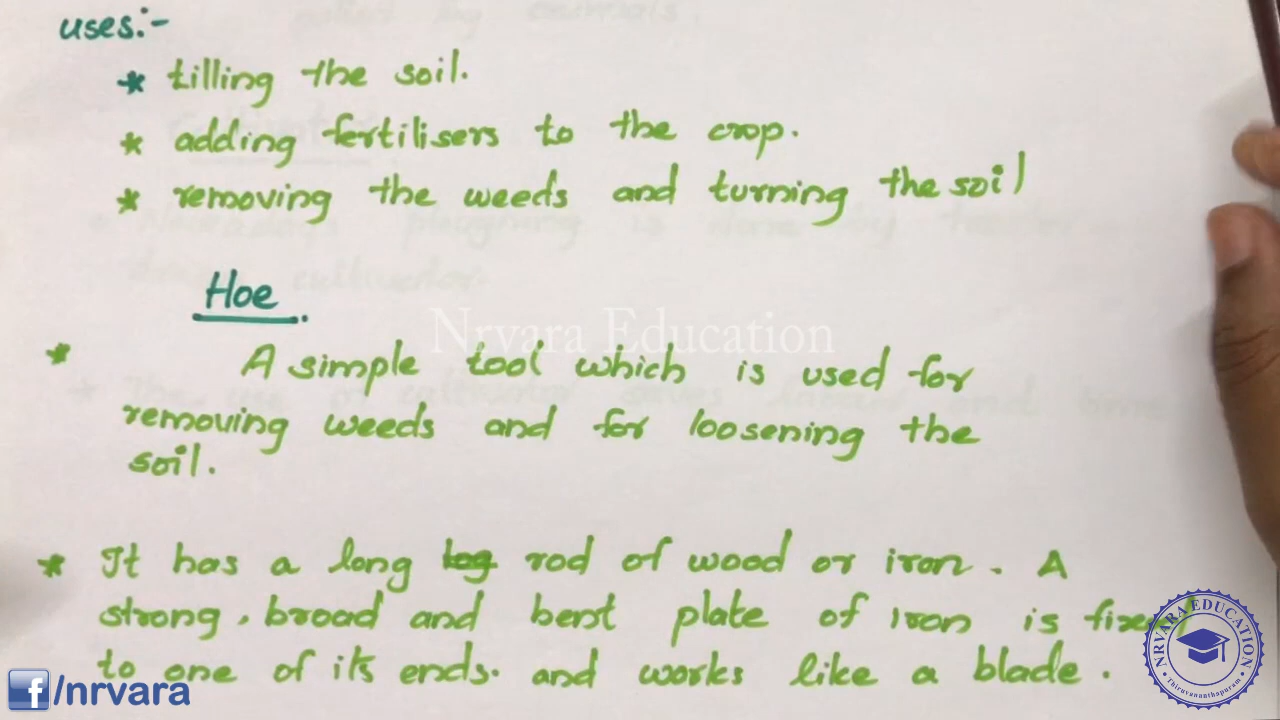 uses:-
* tilling the soil.
* adding fertilisers to the crop.
* removing the weeds and turning the soil
Hoe
Nrvara Education
* A simple tool which is used for
removing weeds and for loosening the
soil.
* It has a long log rod of wood or iron. A
strong, broad and bent plate of iron is fixed
to one of its ends. and works like a blade.
NRVARA EDUCATION
Thiruvananthapuram
f/nrvara